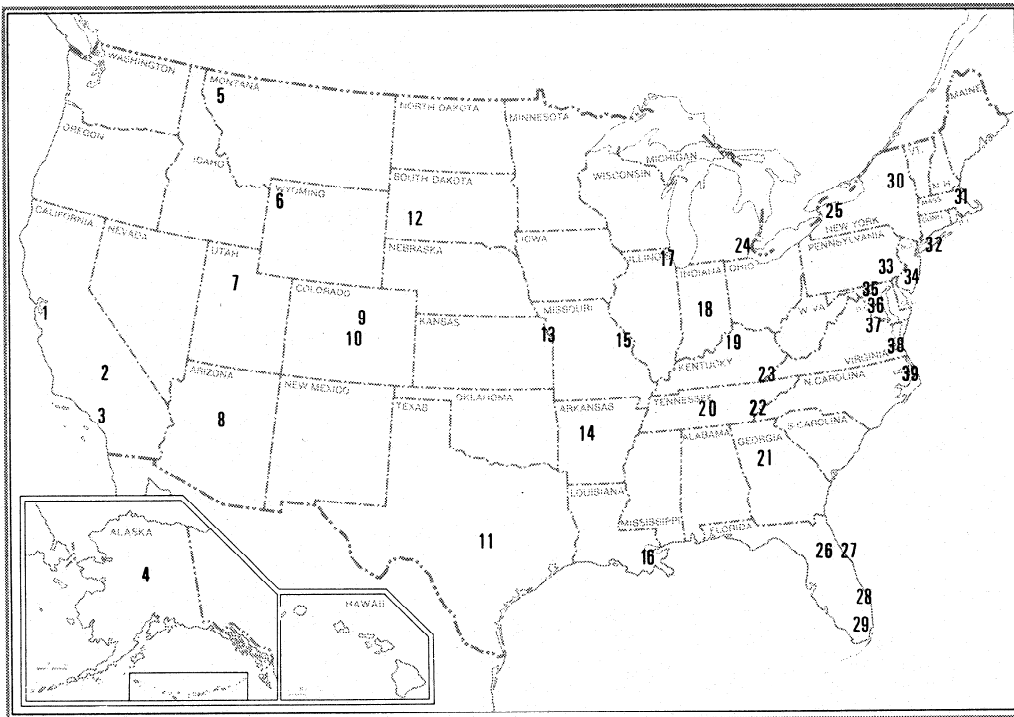 WASHINGTON
MONTANA
5
NORTH DAKOTA
MINNESOTA
MAINE
OREGON
IDAHO
MICHIGAN
VT.
30
N.H.
WISCONSIN
SOUTH DAKOTA
WYOMING
6
12
MASS
31
25
NEW YORK
CONN
CALIFORNIA
NEVADA
UTAH
NEBRASKA
IOWA
24
PENNSYLVANIA
32
ILLINOIS
17
INDIANA
OHIO
33
34
7
COLORADO
35
36
1
9
10
KANSAS
MISSOURI
13
15
18
19
W. VA.
37
38
VIRGINIA
2
ARIZONA
NEW MEXICO
KENTUCKY
23
N. CAROLINA
39
3
8
TEXAS
OKLAHOMA
ARKANSAS
14
TENNESSEE
20
22
S. CAROLINA
ALABAMA
GEORGIA
21
LOUISIANA
MISSISSIPPI
FLORIDA
11
16
26
27
ALASKA
4
28
29
HAWAII